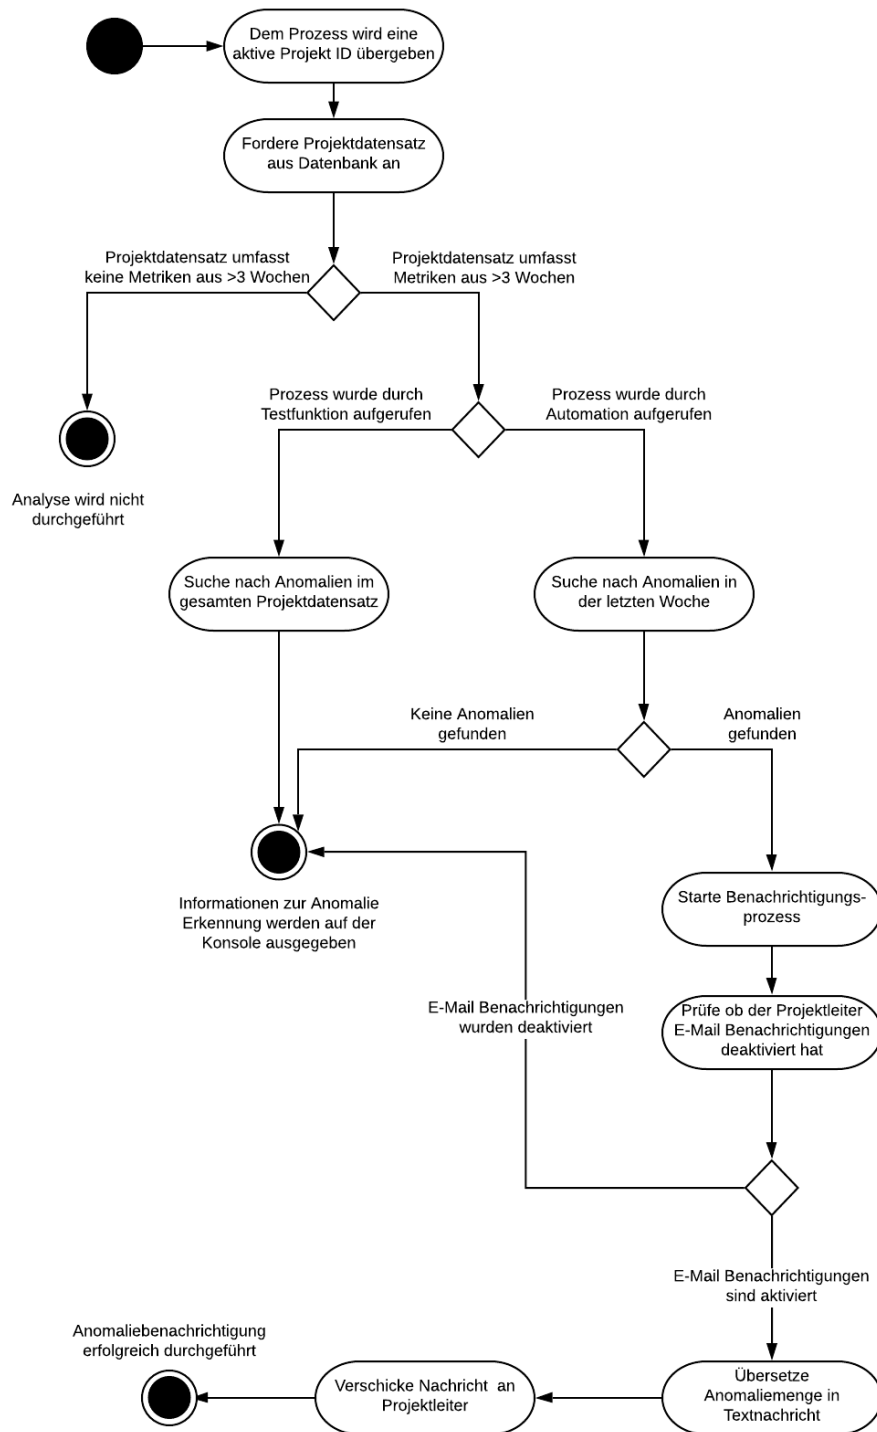 Dem Prozess wird eine
aktive Projekt ID übergeben
Fordere Projektdatensatz
aus Datenbank an
Projektdatensatz umfasst
keine Metriken aus >3 Wochen
Projektdatensatz umfasst
Metriken aus >3 Wochen
Prozess wurde durch
Testfunktion aufgerufen
Prozess wurde durch
Automation aufgerufen
Analyse wird nicht
durchgeführt
Suche nach Anomalien im
gesamten Projektdatensatz
Suche nach Anomalien in
der letzten Woche
Keine Anomalien
gefunden
Anomalien
gefunden
Informationen zur Anomalie
Erkennung werden auf der
Konsole ausgegeben
Starte Benachrichtigungs-
prozess
E-Mail Benachrichtigungen
wurden deaktiviert
Prüfe ob der Projektleiter
E-Mail Benachrichtigungen
deaktiviert hat
E-Mail Benachrichtigungen
sind aktiviert
Anomaliebenachrichtigung
erfolgreich durchgeführt
Verschicke Nachricht an
Projektleiter
Übersetze
Anomaliemenge in
Textnachricht